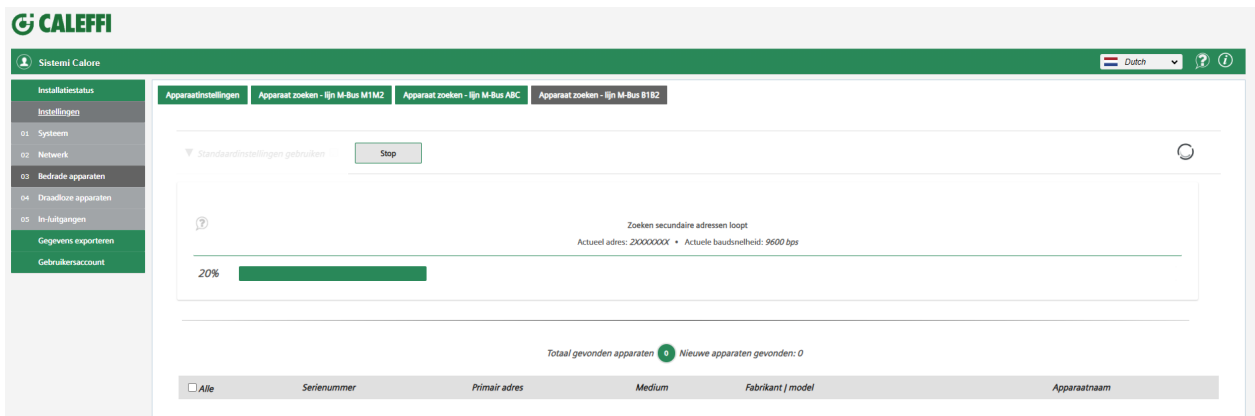 CALEFFI
Sistemi Calore
Dutch
Installatiestatus
Instellingen
01 Systeem
02 Netwerk
03 Bedrade apparaten
04 Draadloze apparaten
05 In-/uitgangen
Gegevens exporteren
Gebruikersaccount
Apparaatinstellingen Apparaat zoeken - lijn M-Bus M1M2 Apparaat zoeken - lijn M-Bus ABC Apparaat zoeken - lijn M-Bus B1B2
Standaardinstellingen gebruiken Stop
Zoeken secundaire adressen loopt
Actueel adres: 2XXXXXXX • Actuele baudsnelheid: 9600 bps
20%
Totaal gevonden apparaten 0 Nieuwe apparaten gevonden: 0
Alle Serienummer Primair adres Medium Fabrikant | model Apparaatnaam